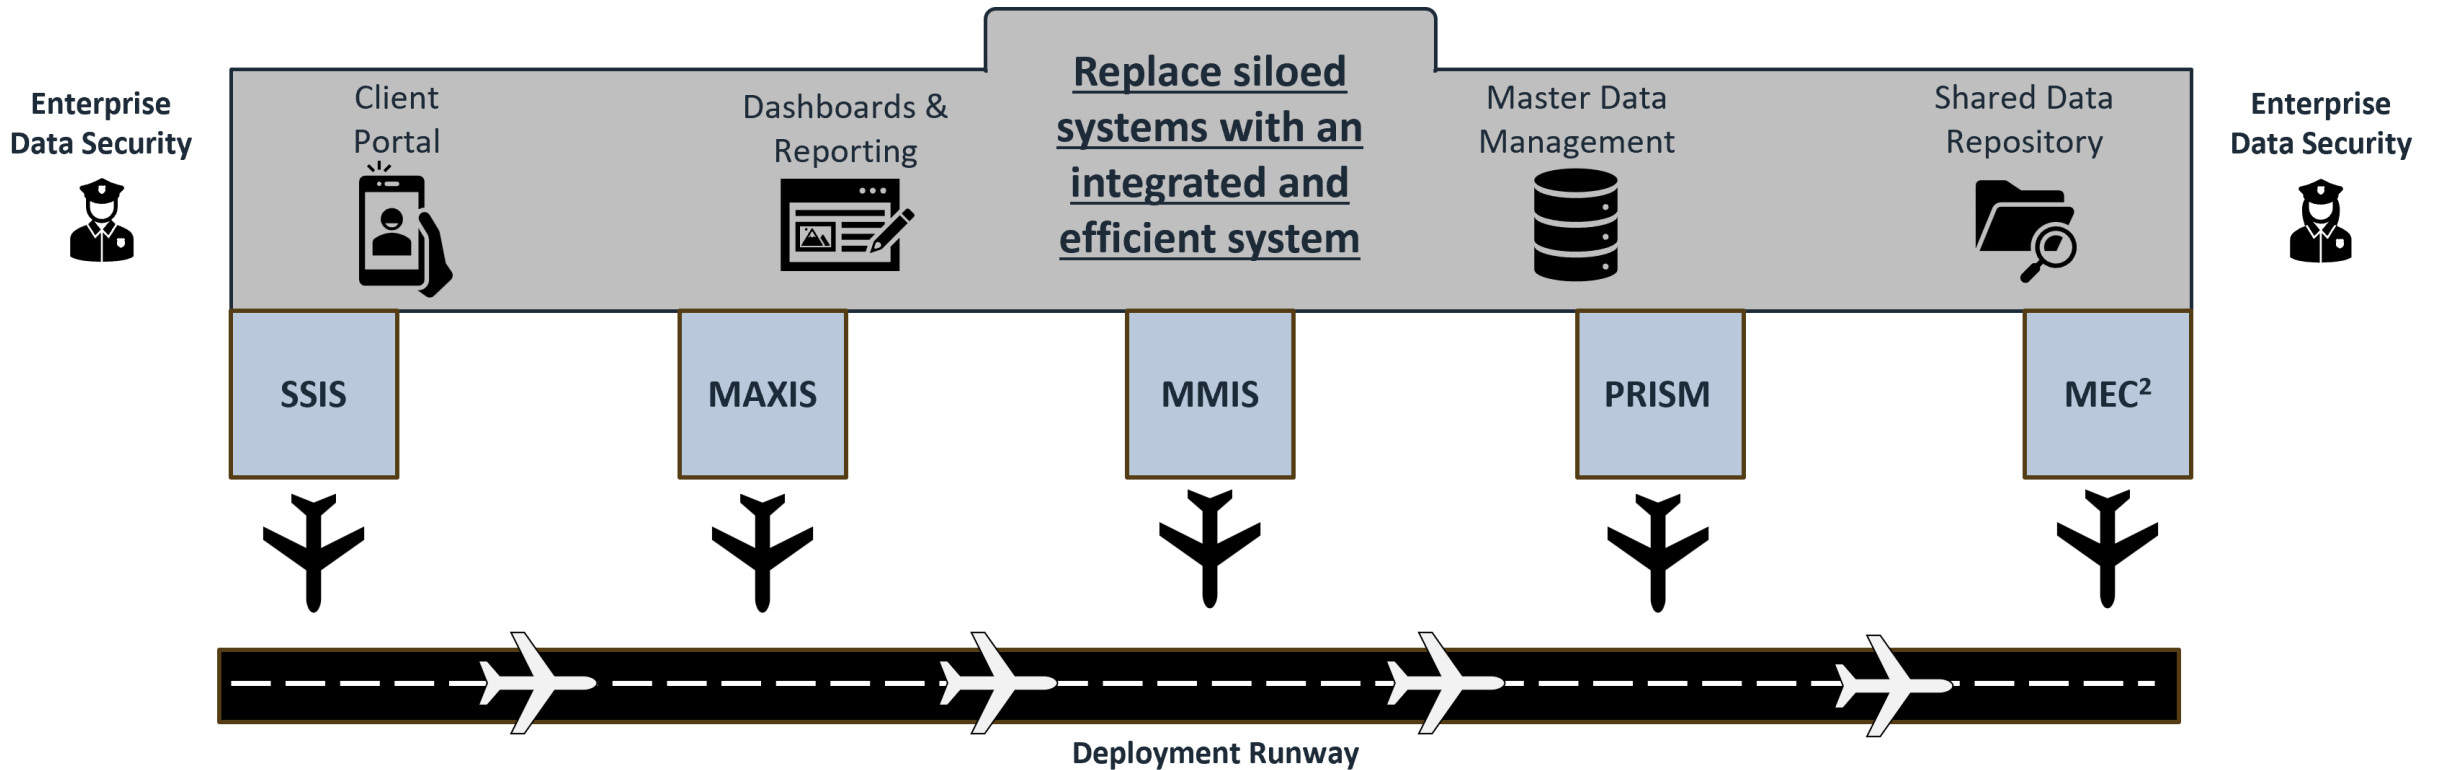 Enterprise
Data Security
Client
Portal
Dashboards &
Reporting
Replace siloed
systems with an
integrated and
efficient system
Master Data
Management
Shared Data
Repository
Enterprise
Data Security
SSIS
MAXIS
MMIS
PRISM
MEC²
Deployment Runway